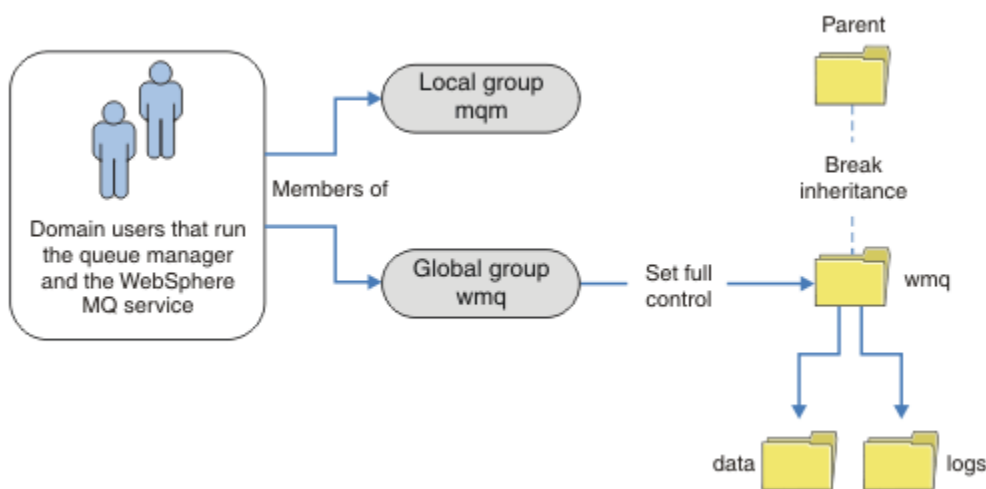 Parent
Local group
mqm
Members of
Break
inheritance
Domain users that run
the queue manager
and the WebSphere
MQ service
Global group
wmq
Set full
control
wmq
data
logs